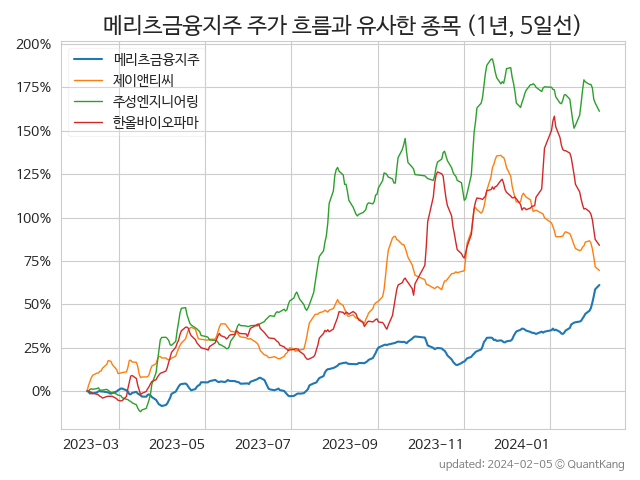 메리츠금융지주 주가 흐름과 유사한 종목 (1년, 5일선)
200%
175%
150%
125%
100%
75%
50%
25%
0%
메리츠금융지주
제이앤티씨
주성엔지니어링
한올바이오파마
2023-03
2023-05
2023-07
2023-09
2023-11
2024-01
updated: 2024-02-05 © QuantKang